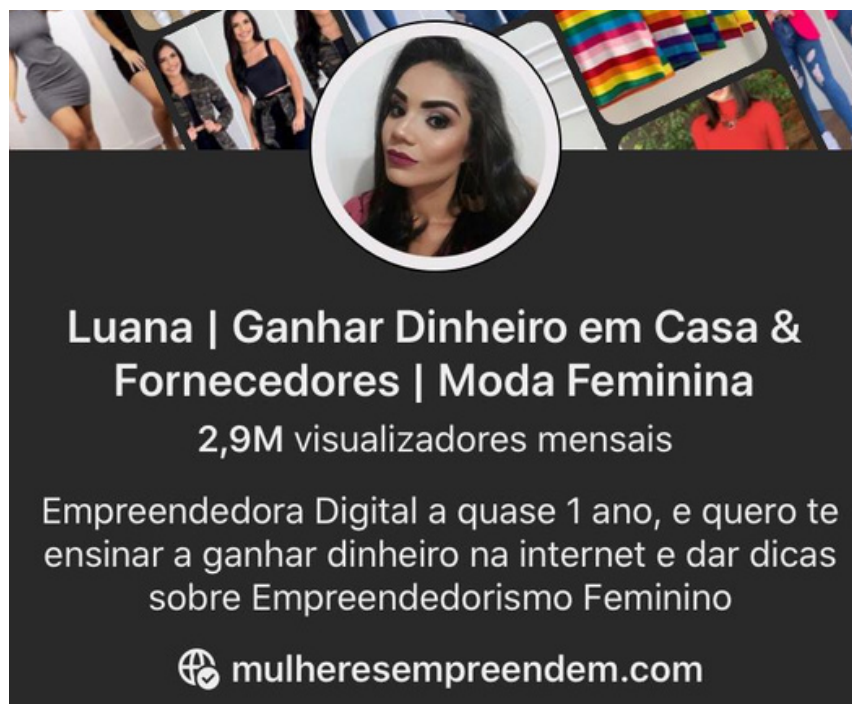 Luana | Ganhar Dinheiro em Casa &
Fornecedores | Moda Feminina
2,9M visualizadores mensais
Empreendedora Digital a quase 1 ano, e quero te
ensinar a ganhar dinheiro na internet e dar dicas
sobre Empreendedorismo Feminino
mulheresempreendem.com